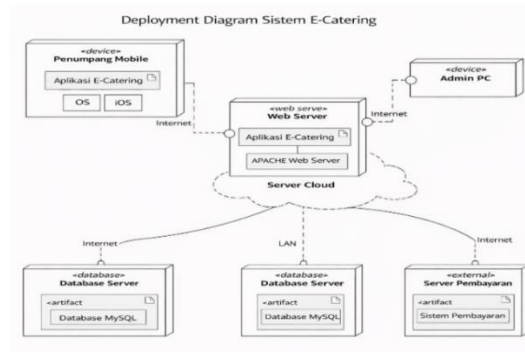 Deployment Diagram Sistem E-Catering
«device»
Penumpang Mobile
Aplikasi E-Catering
OS
iOS
Internet
«device»
Admin PC
Internet
«web serve»
Web Server
Aplikasi E-Catering
APACHE Web Server
Server Cloud
Internet
LAN
Internet
«database»
Database Server
<artifact
Database MySQL
«database»
Database Server
<artifact
Database MySQL
«external»
Server Pembayaran
<artifact
Sistem Pembayaran